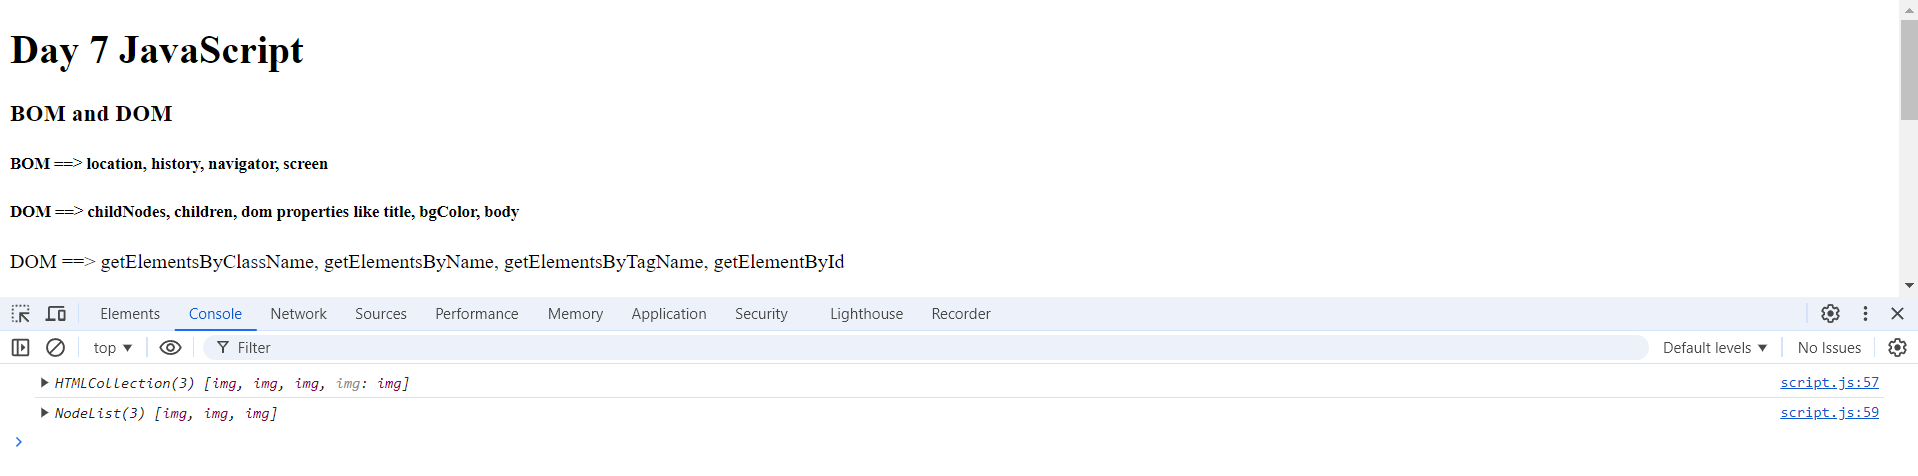 Day 7 JavaScript
BOM and DOM
BOM ==> location, history, navigator, screen
DOM ==> childNodes, children, dom properties like title, bgColor, body
DOM ==> getElementsByClassName, getElementsByName, getElementsByTagName, getElementById
Elements Console Network Sources Performance Memory Application Security Lighthouse Recorder
top ▼ Filter Default levels ▼ No Issues
▶ HTMLCollection(3) [img, img, img, img: img] script.js:57
▶ NodeList(3) [img, img, img] script.js:59
>